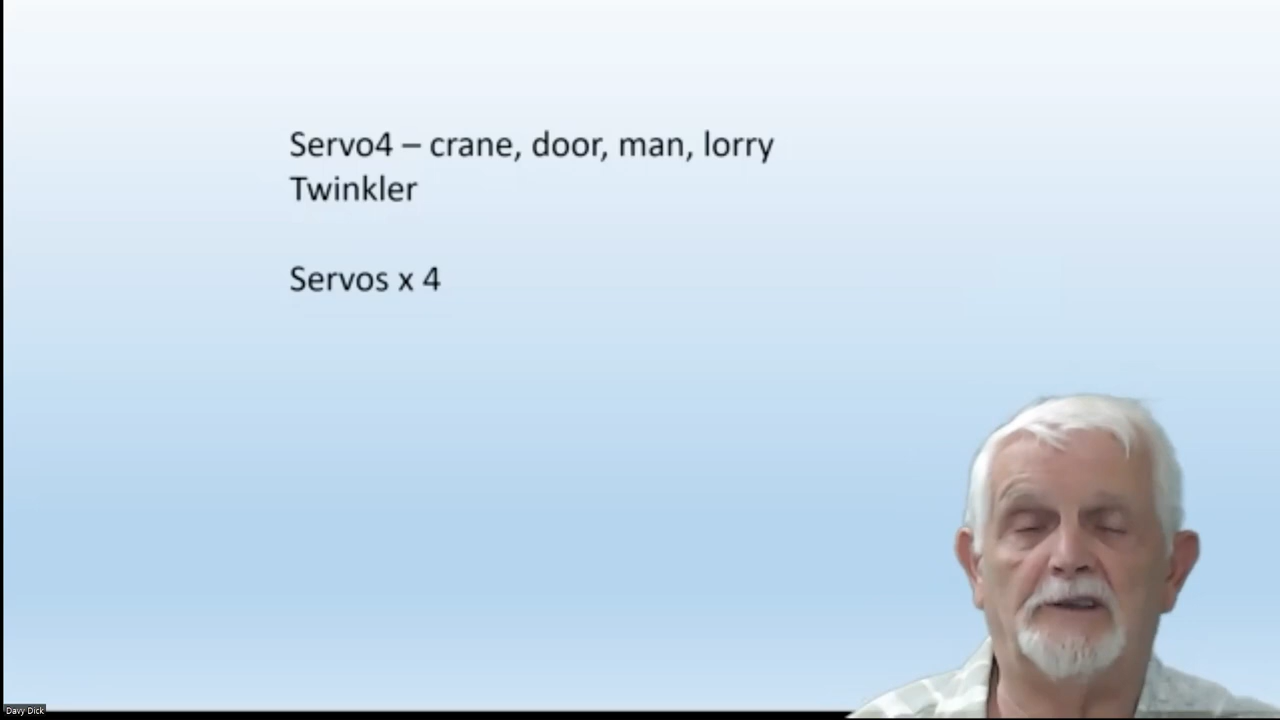 Servo4 – crane, door, man, lorry
Twinkler
Servos x 4
Davy Dick